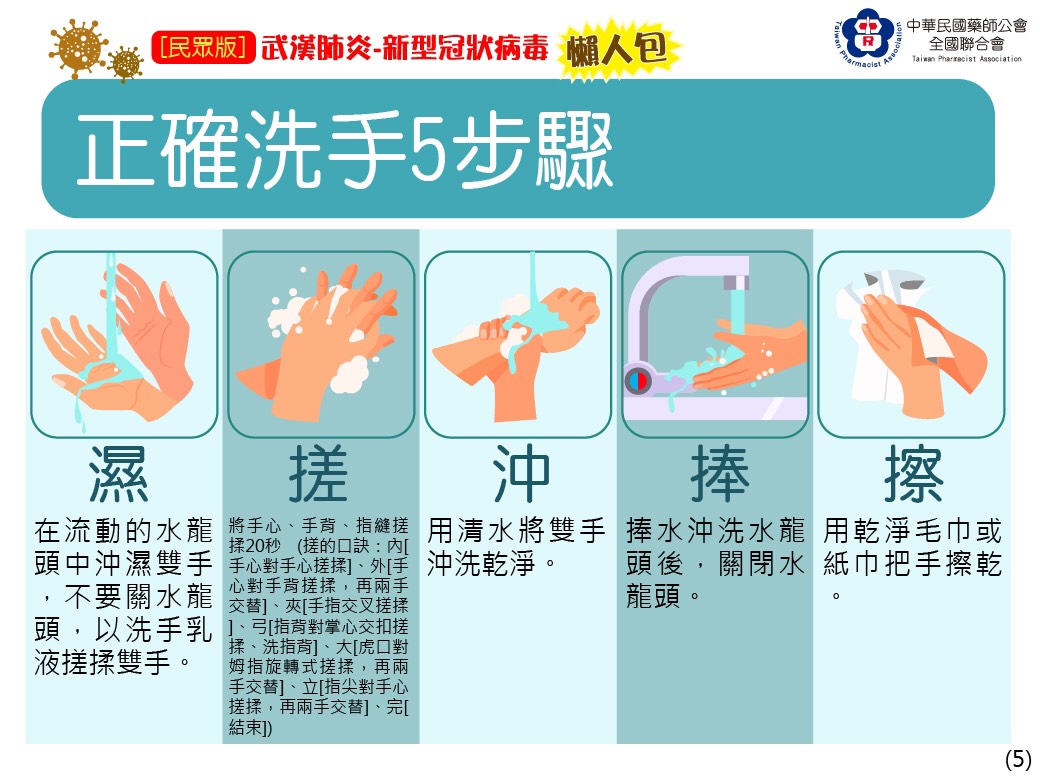 [民眾版] 武漢肺炎-新型冠狀病毒 懶人包
Taiwan Pharmacist Association
中華民國藥師公會
全國聯合會
Taiwan Pharmacist Association
正確洗手5步驟
濕
在流動的水龍
頭中沖濕雙手
，不要關水龍
頭，以洗手乳
液搓揉雙手。
搓
將手心、手背、指縫搓
揉20秒 (搓的口訣：內[
手心對手心搓揉]、外[手
心對手背搓揉，再兩手
交替]、夾[手指交叉搓揉
]、弓[指背對掌心交扣搓
揉、洗指背]、大[虎口對
姆指旋轉式搓揉，再兩
手交替]、立[指尖對手心
搓揉，再兩手交替]、完[
結束])
沖
用清水將雙手
沖洗乾淨。
捧
捧水沖洗水龍
頭後，關閉水
龍頭。
擦
用乾淨毛巾或
紙巾把手擦乾
。
(5)